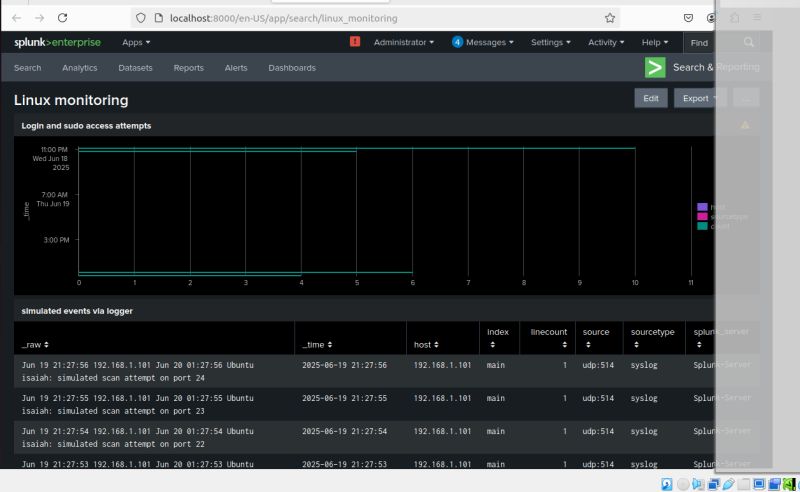 localhost:8000/en-US/app/search/linux_monitoring
splunk>enterprise Apps Administrator 4 Messages Settings Activity Help Find
Search Analytics Datasets Reports Alerts Dashboards Search & Reporting
Linux monitoring Edit Export ...
Login and sudo access attempts
11:00 PM
Wed Jun 18
2025
7:00 AM
Thu Jun 19
3:00 PM
_time
host
sourcetype
count
0 1 2 3 4 5 6 7 8 9 10 11
simulated events via logger
_raw _time host index linecount source sourcetype splunk_server
Jun 19 21:27:56 192.168.1.101 Jun 20 01:27:56 Ubuntu 2025-06-19 21:27:56 192.168.1.101 main 1 udp:514 syslog Splunk-Server
isaiah: simulated scan attempt on port 24
Jun 19 21:27:55 192.168.1.101 Jun 20 01:27:55 Ubuntu 2025-06-19 21:27:55 192.168.1.101 main 1 udp:514 syslog Splunk-Server
isaiah: simulated scan attempt on port 23
Jun 19 21:27:54 192.168.1.101 Jun 20 01:27:54 Ubuntu 2025-06-19 21:27:54 192.168.1.101 main 1 udp:514 syslog Splunk-Server
isaiah: simulated scan attempt on port 22
Jun 19 21:27:53 192.168.1.101 Jun 20 01:27:53 Ubuntu 2025-06-19 21:27:53 192.168.1.101 main 1 udp:514 syslog Splunk-Server